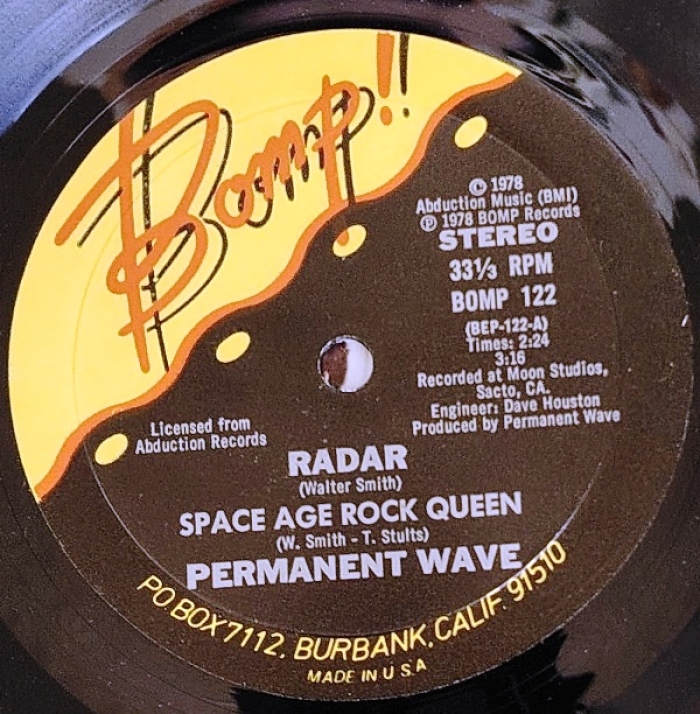 Bomp!!
© 1978
Abduction Music (BMI)
℗ 1978 BOMP Records
STEREO
33⅓ RPM
BOMP 122
(BEP-122-A)
Times: 2:24
3:16
Recorded at Moon Studios,
Sacto, CA.
Engineer: Dave Houston
Produced by Permanent Wave
Licensed from
Abduction Records
RADAR
(Walter Smith)
SPACE AGE ROCK QUEEN
(W. Smith - T. Stults)
PERMANENT WAVE
PO BOX 7112. BURBANK, CALIF. 91510
MADE IN U S A